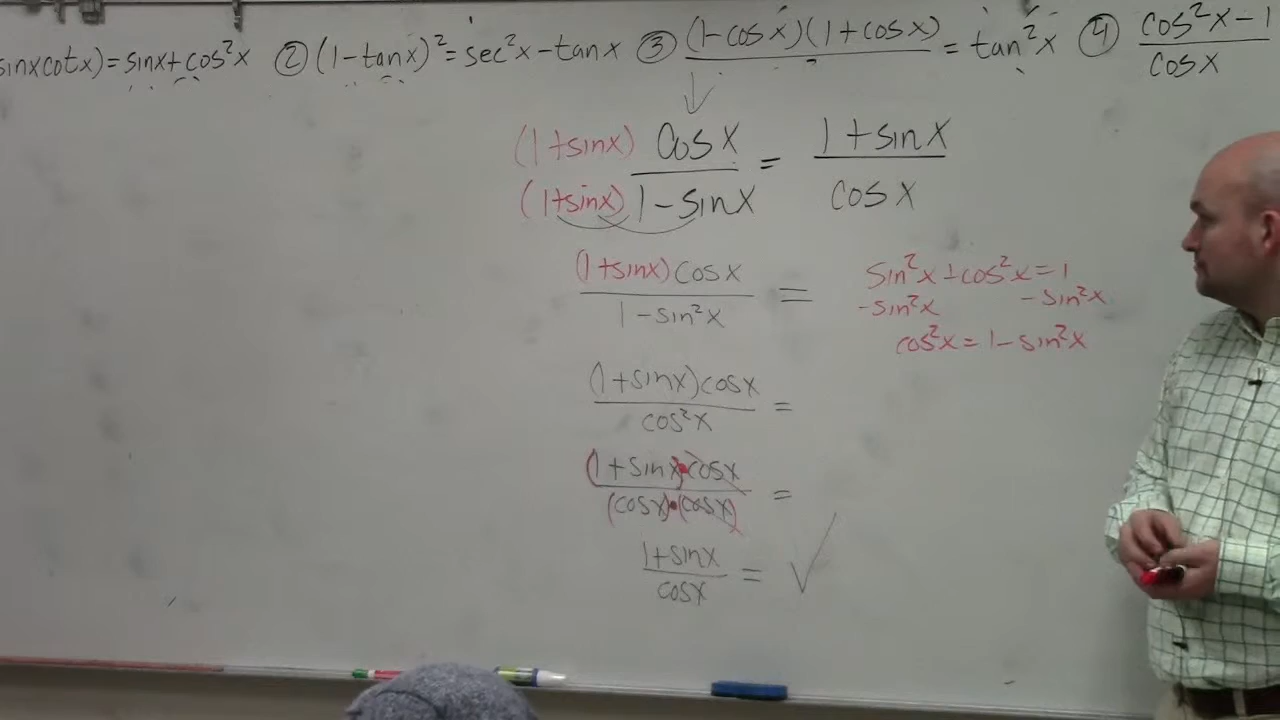 sinxcotx)=sinx+cos²x ② (1-tanx)²=sec²x-tanx ③ (1-cosx)(1+cosx) = tan²x ④ cos²x-1 / cosx
(1+sinx) cosx / (1+sinx) 1-sinx = 1+sinx / cosx
(1+sinx)cosx / 1-sin²x =
sin²x+cos²x=1
-sin²x -sin²x
cos²x=1-sin²x
(1+sinx)cosx / cos²x =
(1+sinx)•cosx / (cosx)•(cosx) =
1+sinx / cosx = ✓